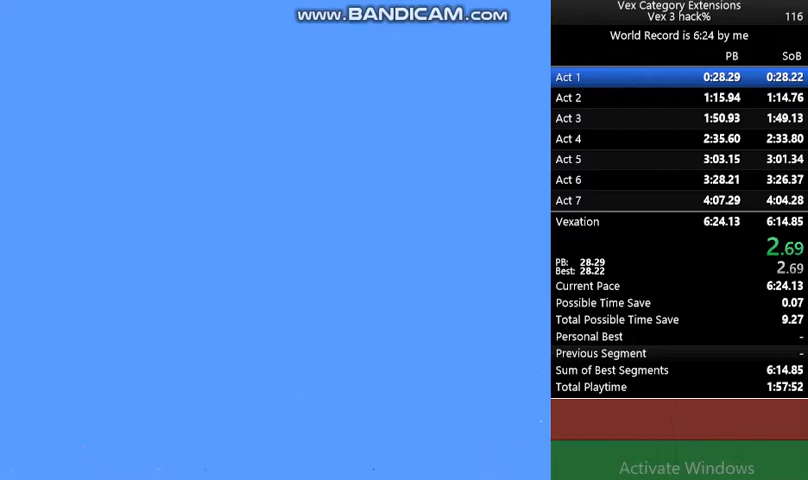 www.BANDICAM.com
Vex Category Extensions
Vex 3 hack% 116
World Record is 6:24 by me
PB SoB
Act 1 0:28.29 0:28.22
Act 2 1:15.94 1:14.76
Act 3 1:50.93 1:49.13
Act 4 2:35.60 2:33.80
Act 5 3:03.15 3:01.34
Act 6 3:28.21 3:26.37
Act 7 4:07.29 4:04.28
Vexation 6:24.13 6:14.85
2.69
PB: 28.29
Best: 28.22 2.69
Current Pace 6:24.13
Possible Time Save 0.07
Total Possible Time Save 9.27
Personal Best -
Previous Segment -
Sum of Best Segments 6:14.85
Total Playtime 1:57:52
Activate Windows